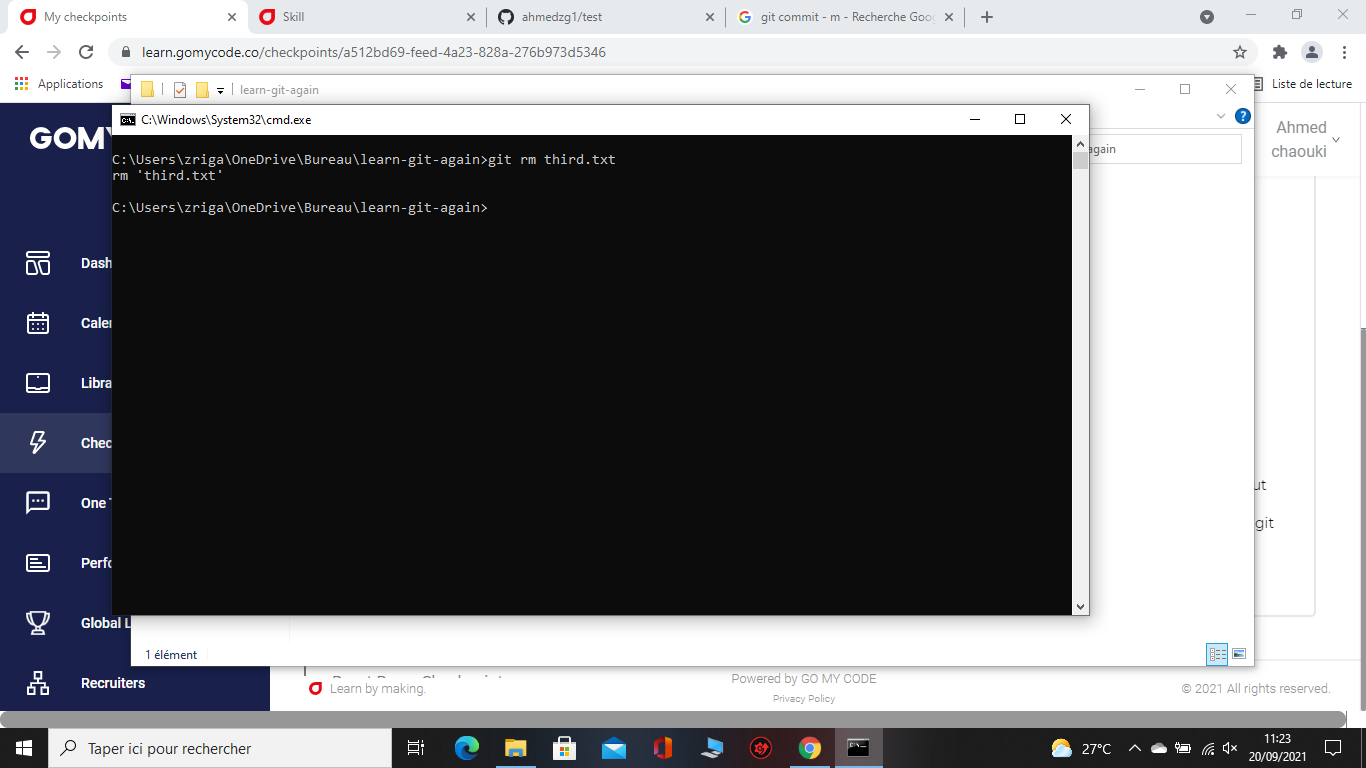 My checkpoints
Skill
ahmedzg1/test
git commit - m - Recherche Goo
learn.gomycode.co/checkpoints/a512bd69-feed-4a23-828a-276b973d5346
Applications
Liste de lecture
learn-git-again
C:\Windows\System32\cmd.exe
GOMY
Ahmed
chaouki
again
C:\Users\zriga\OneDrive\Bureau\learn-git-again>git rm third.txt
rm 'third.txt'
C:\Users\zriga\OneDrive\Bureau\learn-git-again>
Dash
Caler
Libra
Chec
One T
Perfo
Global L
Recruiters
ut
git
1 élément
Learn by making.
Powered by GO MY CODE
Privacy Policy
© 2021 All rights reserved.
Taper ici pour rechercher
27°C
11:23
20/09/2021